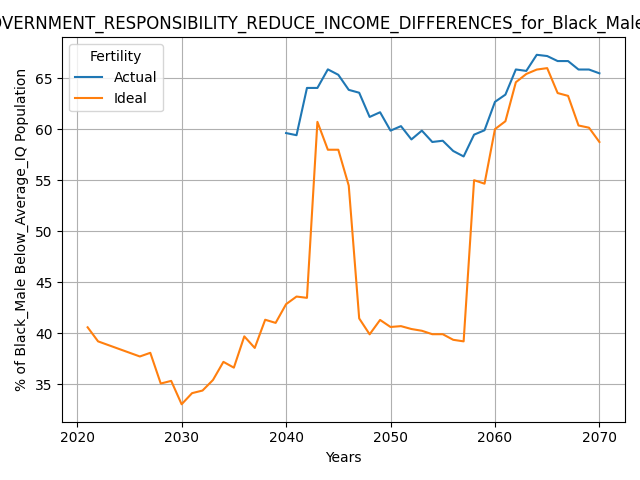 OVERNMENT_RESPONSIBILITY_REDUCE_INCOME_DIFFERENCES_for_Black_Male
Fertility
Actual
Ideal
% of Black_Male Below_Average_IQ Population
65
60
55
50
45
40
35
2020 2030 2040 2050 2060 2070
Years